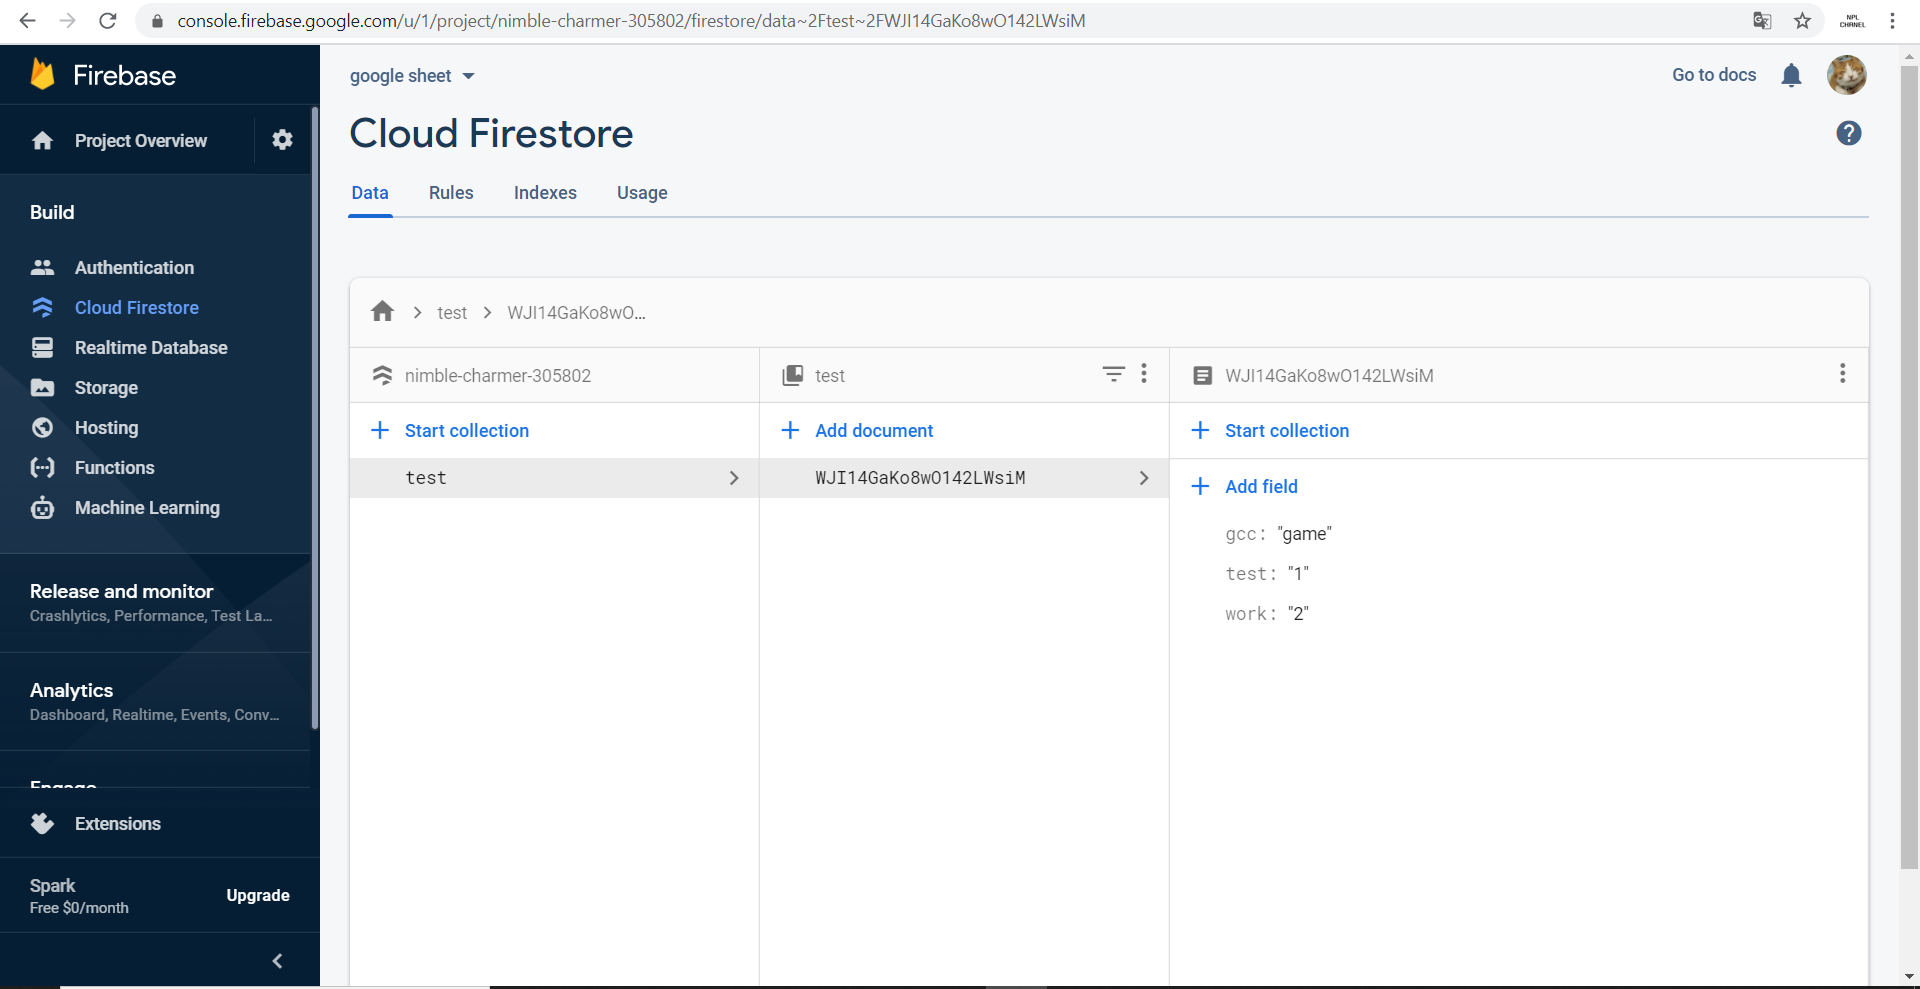 console.firebase.google.com/u/1/project/nimble-charmer-305802/firestore/data~2Ftest~2FWJI14GaKo8wO142LWsiM
NPL
CHANEL
Firebase
Project Overview
Build
Authentication
Cloud Firestore
Realtime Database
Storage
Hosting
Functions
Machine Learning
Release and monitor
Crashlytics, Performance, Test La...
Analytics
Dashboard, Realtime, Events, Conv...
Engage
Extensions
Spark
Free $0/month
Upgrade
google sheet
Go to docs
Cloud Firestore
Data Rules Indexes Usage
test WJI14GaKo8wO...
nimble-charmer-305802
Start collection
test
test
Add document
WJI14GaKo8wO142LWsiM
WJI14GaKo8wO142LWsiM
Start collection
Add field
gcc: "game"
test: "1"
work: "2"